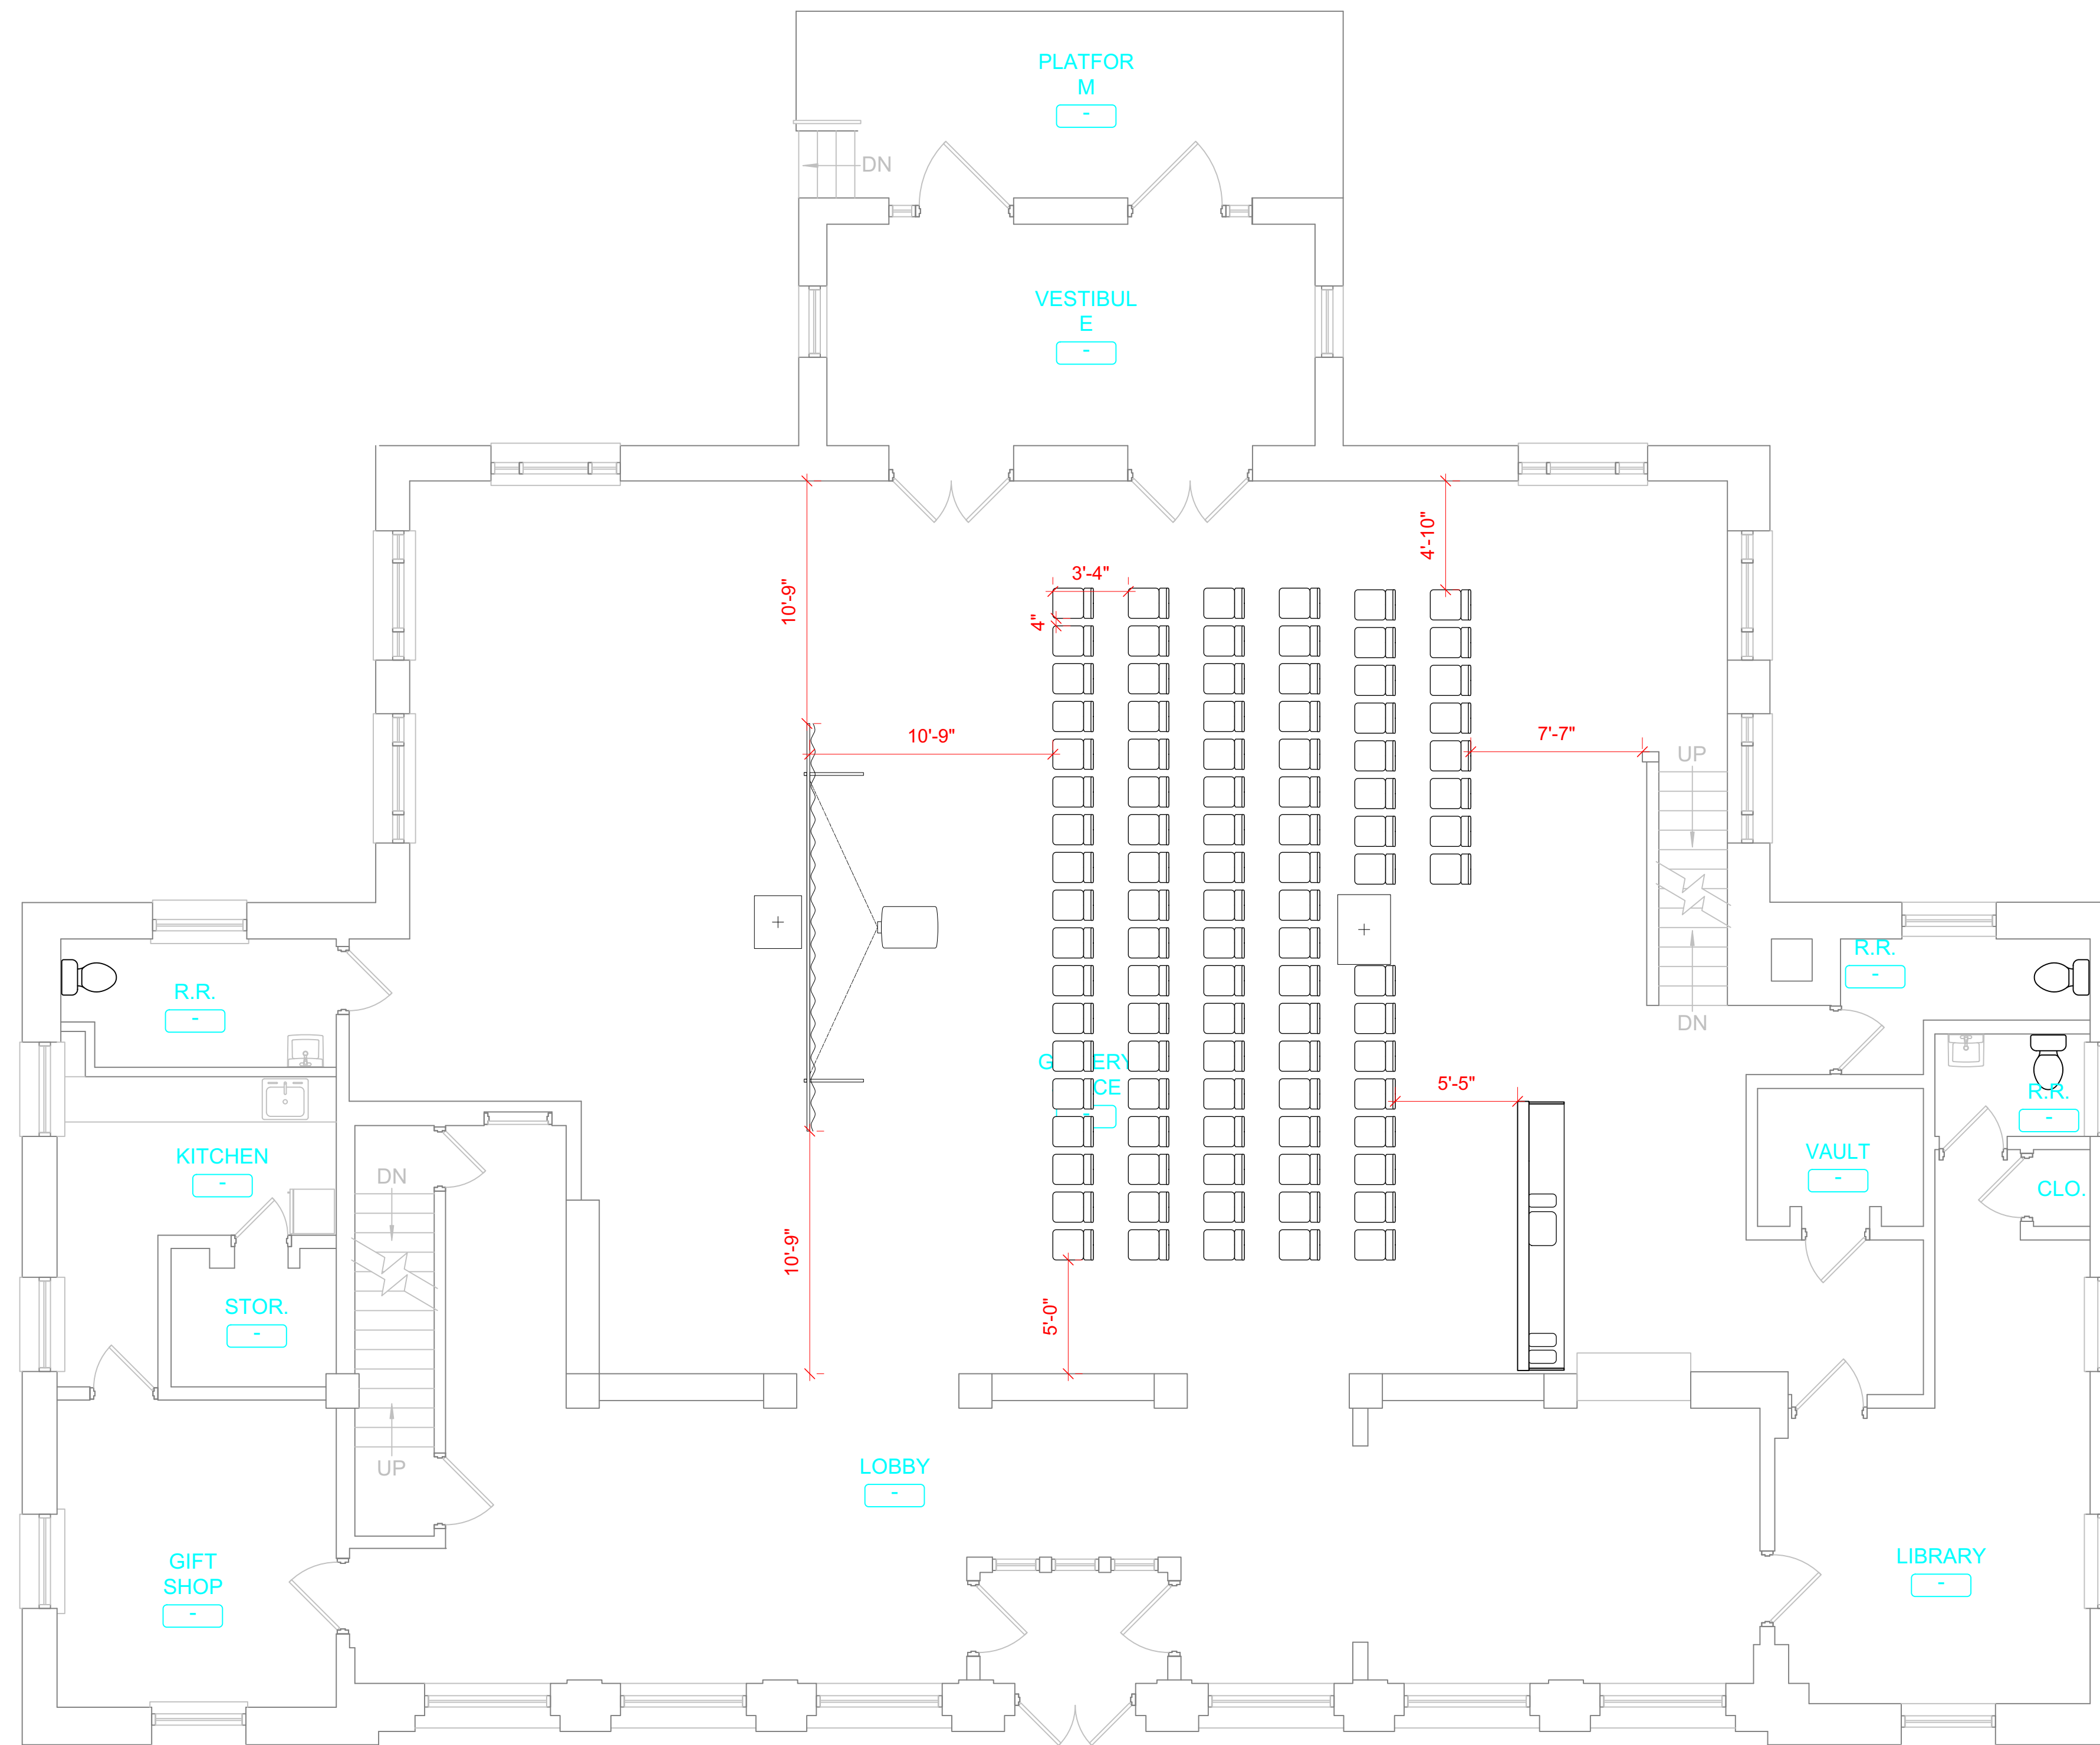 PLATFOR
M
-
DN
VESTIBUL
E
-
4'-10"
3'-4"
10'-9"
4"
10'-9"
7'-7"
UP
R.R.
-
R.R.
-
DN
5'-5"
R.R.
-
KITCHEN
-
DN
VAULT
-
CLO.
10'-9"
5'-0"
STOR.
-
UP
LOBBY
-
GIFT
SHOP
-
LIBRARY
-